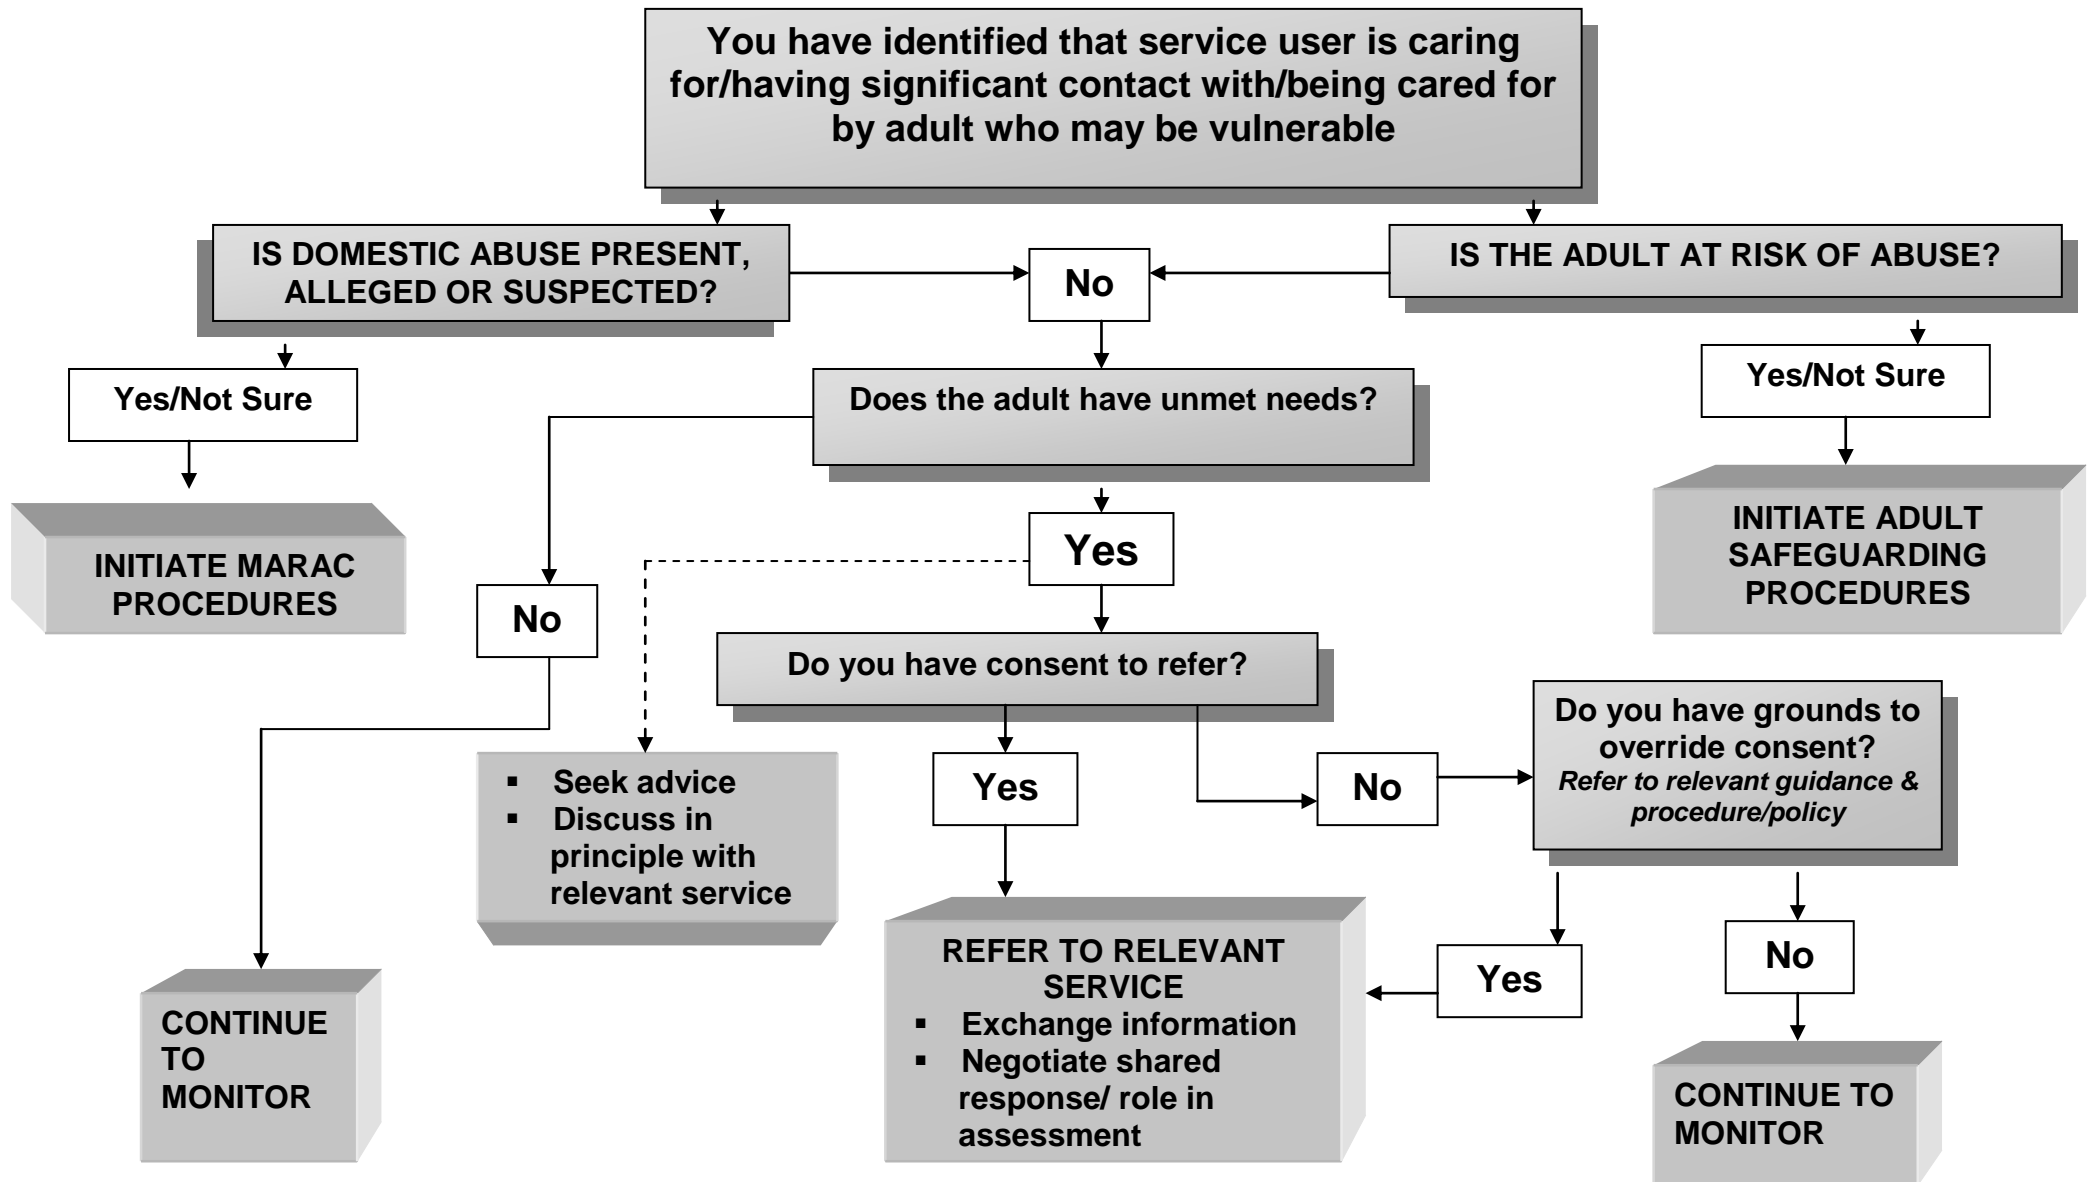 You have identified that service user is caring
for/having significant contact with/being cared for
by adult who may be vulnerable
IS DOMESTIC ABUSE PRESENT,
ALLEGED OR SUSPECTED?
No
IS THE ADULT AT RISK OF ABUSE?
Yes/Not Sure
Does the adult have unmet needs?
Yes/Not Sure
INITIATE MARAC
PROCEDURES
Yes
INITIATE ADULT
SAFEGUARDING
PROCEDURES
No
Do you have consent to refer?
Do you have grounds to
override consent?
Refer to relevant guidance &
procedure/policy
▪ Seek advice
▪ Discuss in
principle with
relevant service
Yes
No
REFER TO RELEVANT
SERVICE
▪ Exchange information
▪ Negotiate shared
response/ role in
assessment
Yes
No
CONTINUE
TO
MONITOR
CONTINUE TO
MONITOR